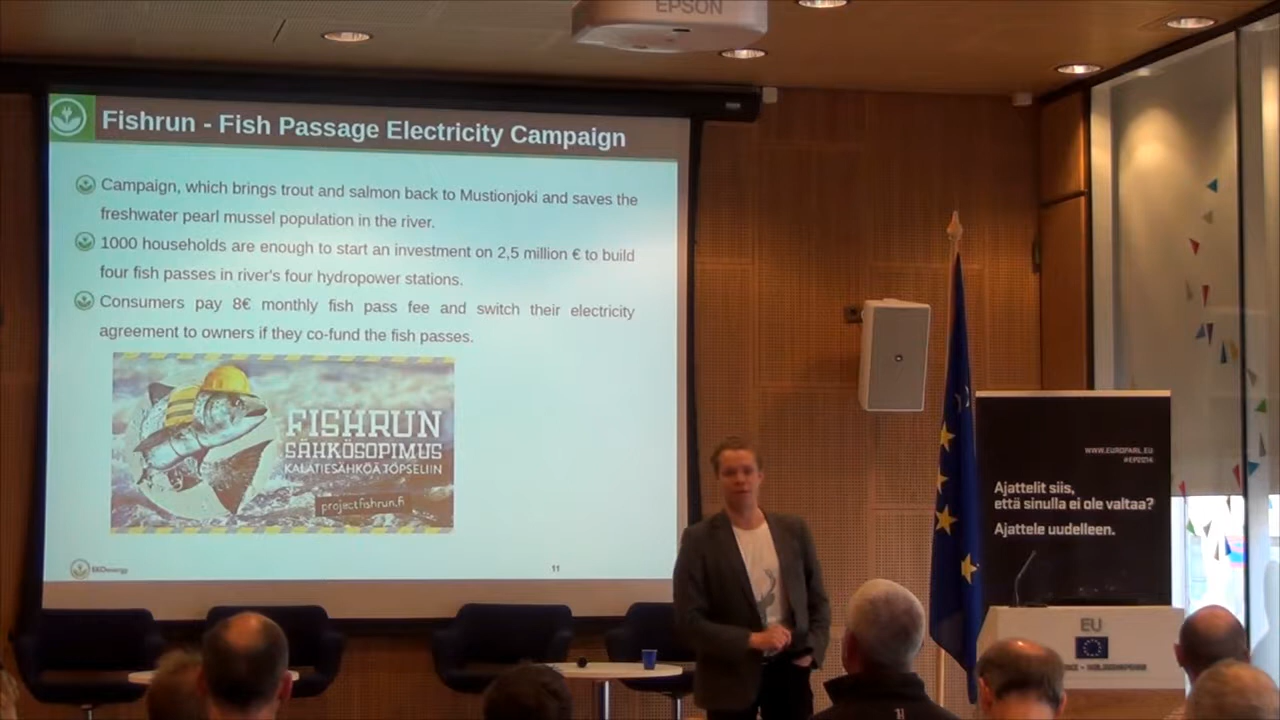 EPSON
Fishrun - Fish Passage Electricity Campaign
Campaign, which brings trout and salmon back to Mustionjoki and saves the
freshwater pearl mussel population in the river.
1000 households are enough to start an investment on 2,5 million € to build
four fish passes in river's four hydropower stations.
Consumers pay 8€ monthly fish pass fee and switch their electricity
agreement to owners if they co-fund the fish passes.
FISHRUN
SÄHKÖSOPIMUS
KALATIESÄHKÖÄ TÖPSELIIN
projectfishrun.fi
EKOenergy
11
WWW.EUROPARL.EU
#EP2014
Ajattelit siis,
että sinulla ei ole valtaa?
Ajattele uudelleen.
EU